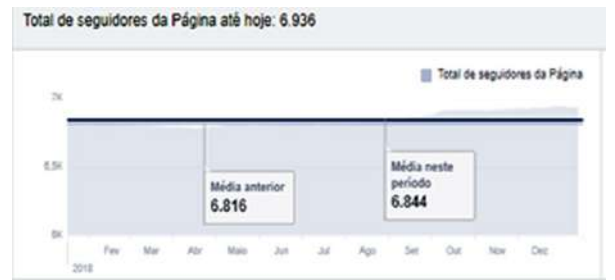 Total de seguidores da Página até hoje: 6.936
Total de seguidores da Página
7K
Média anterior
6.816
Média neste
período
6.844
6,5K
6K
Fev Mar Abr Maio Jun Jul Ago Set Out Nov Dez
2018